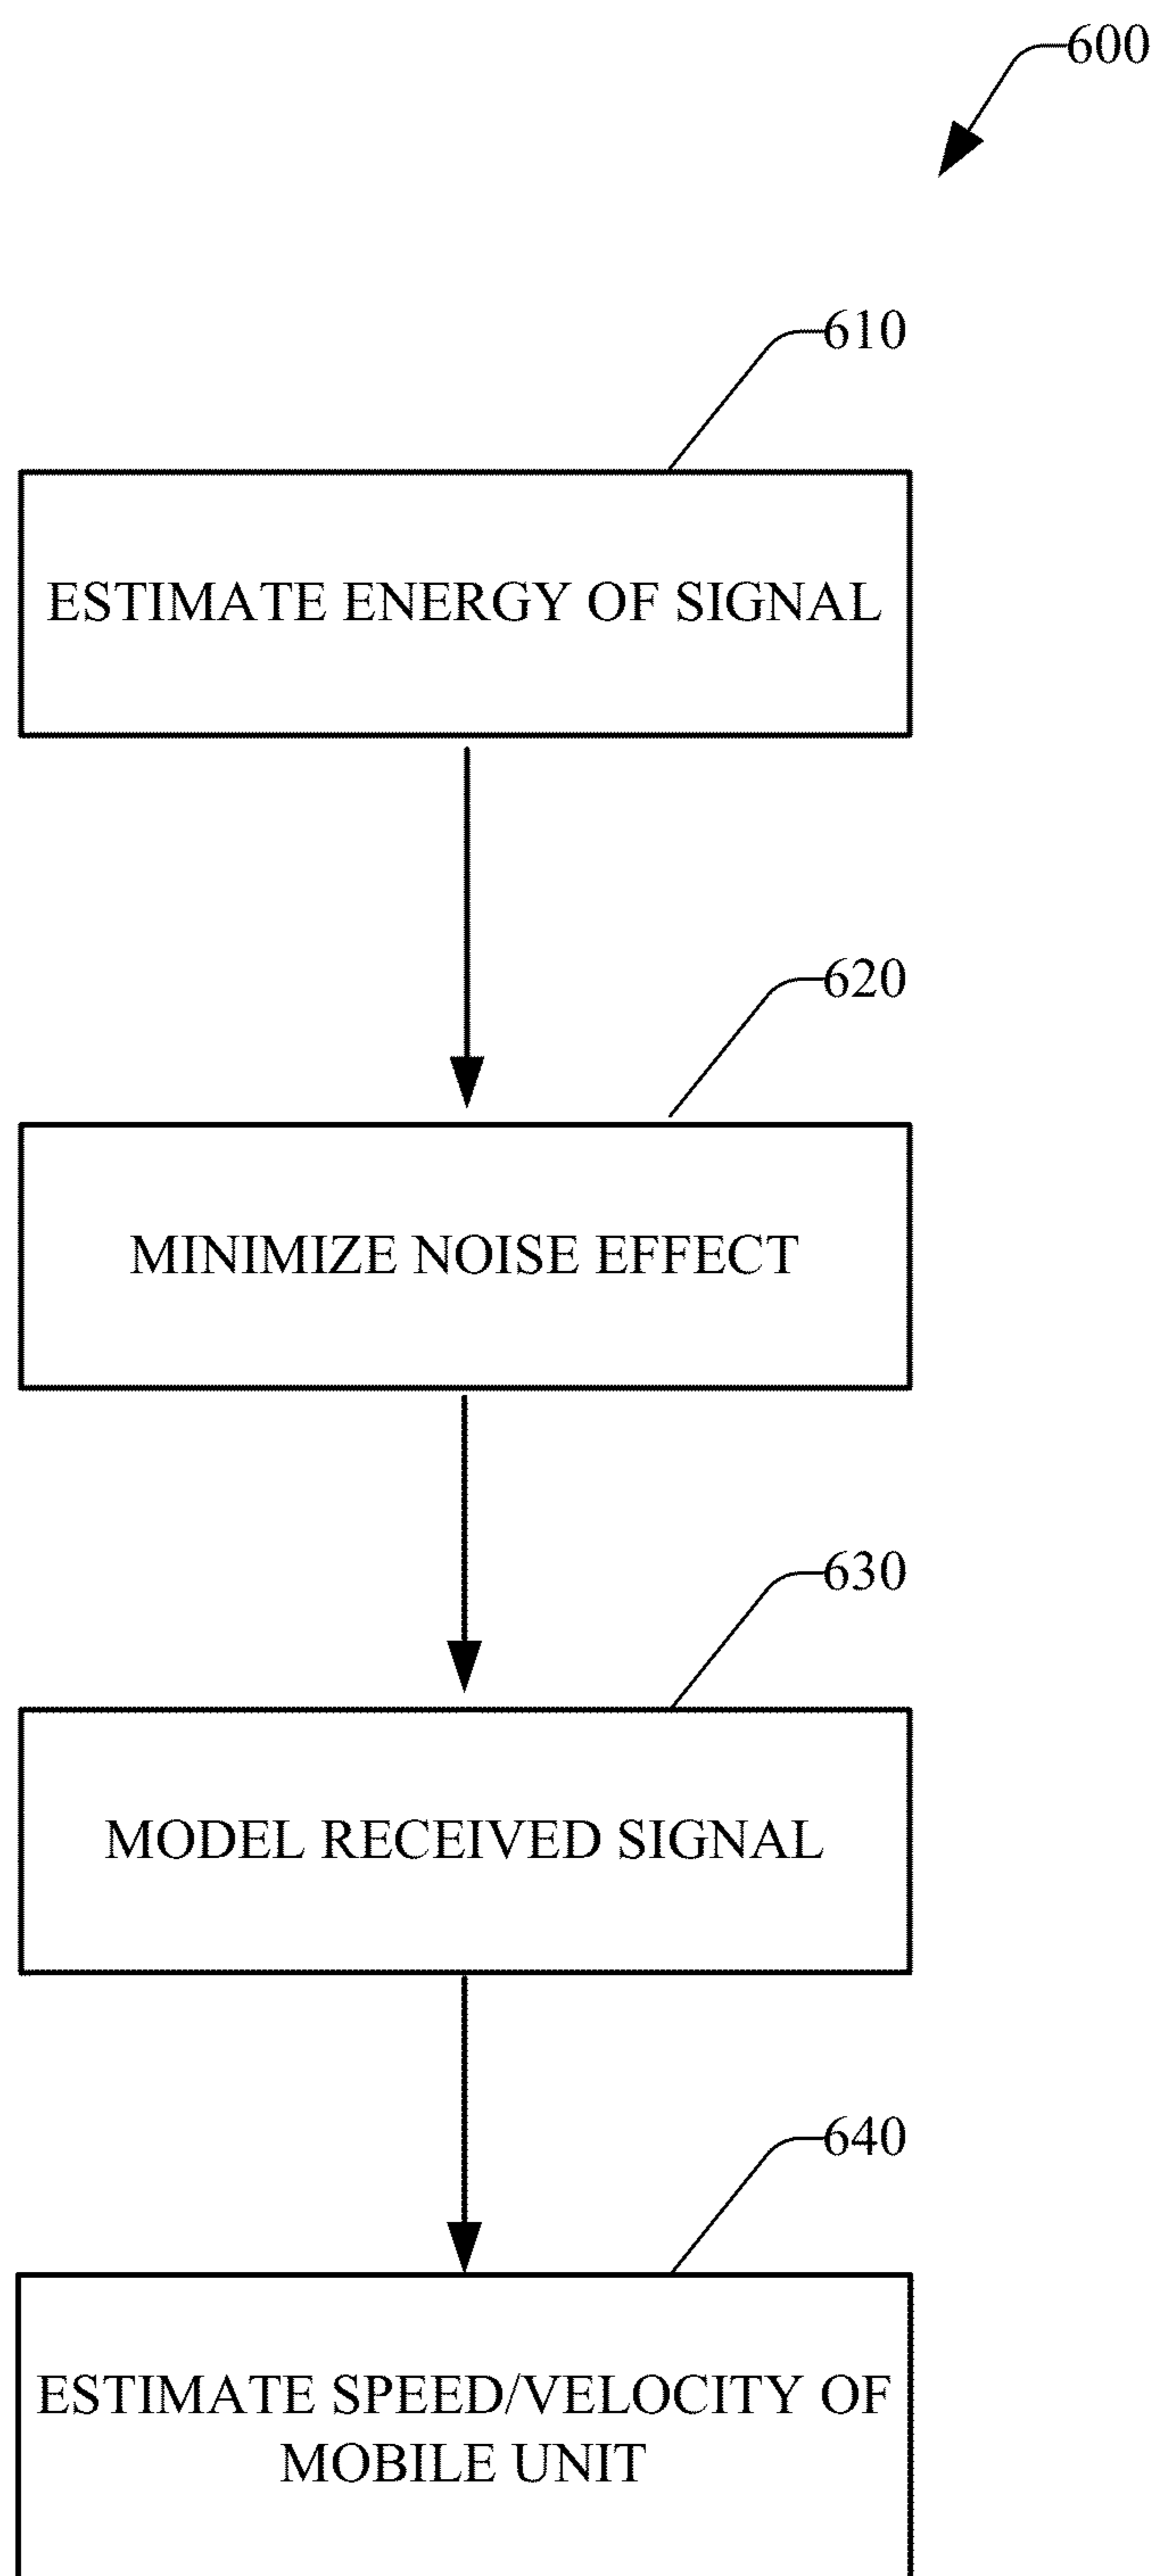 600
610
ESTIMATE ENERGY OF SIGNAL
620
MINIMIZE NOISE EFFECT
630
MODEL RECEIVED SIGNAL
640
ESTIMATE SPEED/VELOCITY OF
MOBILE UNIT